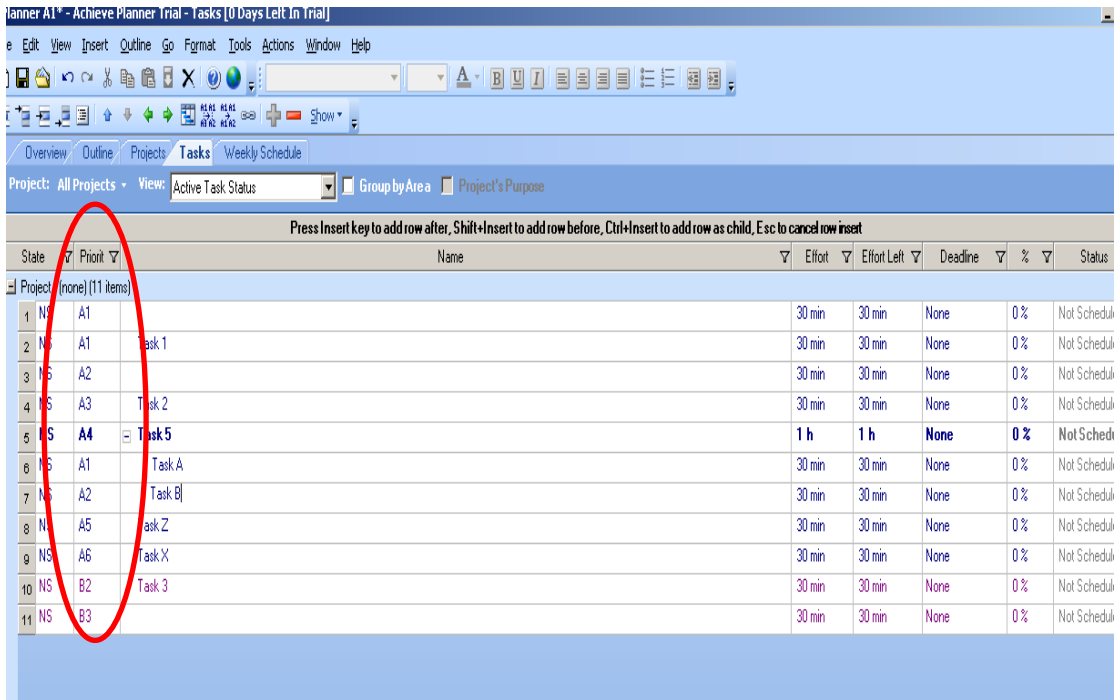 Planner A1* - Achieve Planner Trial - Tasks [0 Days Left In Trial]
e Edit View Insert Outline Go Format Tools Actions Window Help
A B U I
A1 A1 A1 A1 Show
A1 A2 A1 A2
Overview Outline Projects Tasks Weekly Schedule
Project: All Projects View: Active Task Status Group by Area Project's Purpose
Press Insert key to add row after, Shift+Insert to add row before, Ctrl+Insert to add row as child, Esc to cancel row insert
State Priorit Name Effort Effort Left Deadline % Status
Project: (none) (11 items)
1 NS A1 30 min 30 min None 0 % Not Schedul
2 NS A1 Task 1 30 min 30 min None 0 % Not Schedul
3 NS A2 30 min 30 min None 0 % Not Schedul
4 NS A3 Task 2 30 min 30 min None 0 % Not Schedul
5 NS A4 Task 5 1 h 1 h None 0 % Not Schedu
6 NS A1 Task A 30 min 30 min None 0 % Not Schedul
7 NS A2 Task B 30 min 30 min None 0 % Not Schedul
8 NS A5 Task Z 30 min 30 min None 0 % Not Schedul
9 NS A6 Task X 30 min 30 min None 0 % Not Schedul
10 NS B2 Task 3 30 min 30 min None 0 % Not Schedul
11 NS B3 30 min 30 min None 0 % Not Schedul